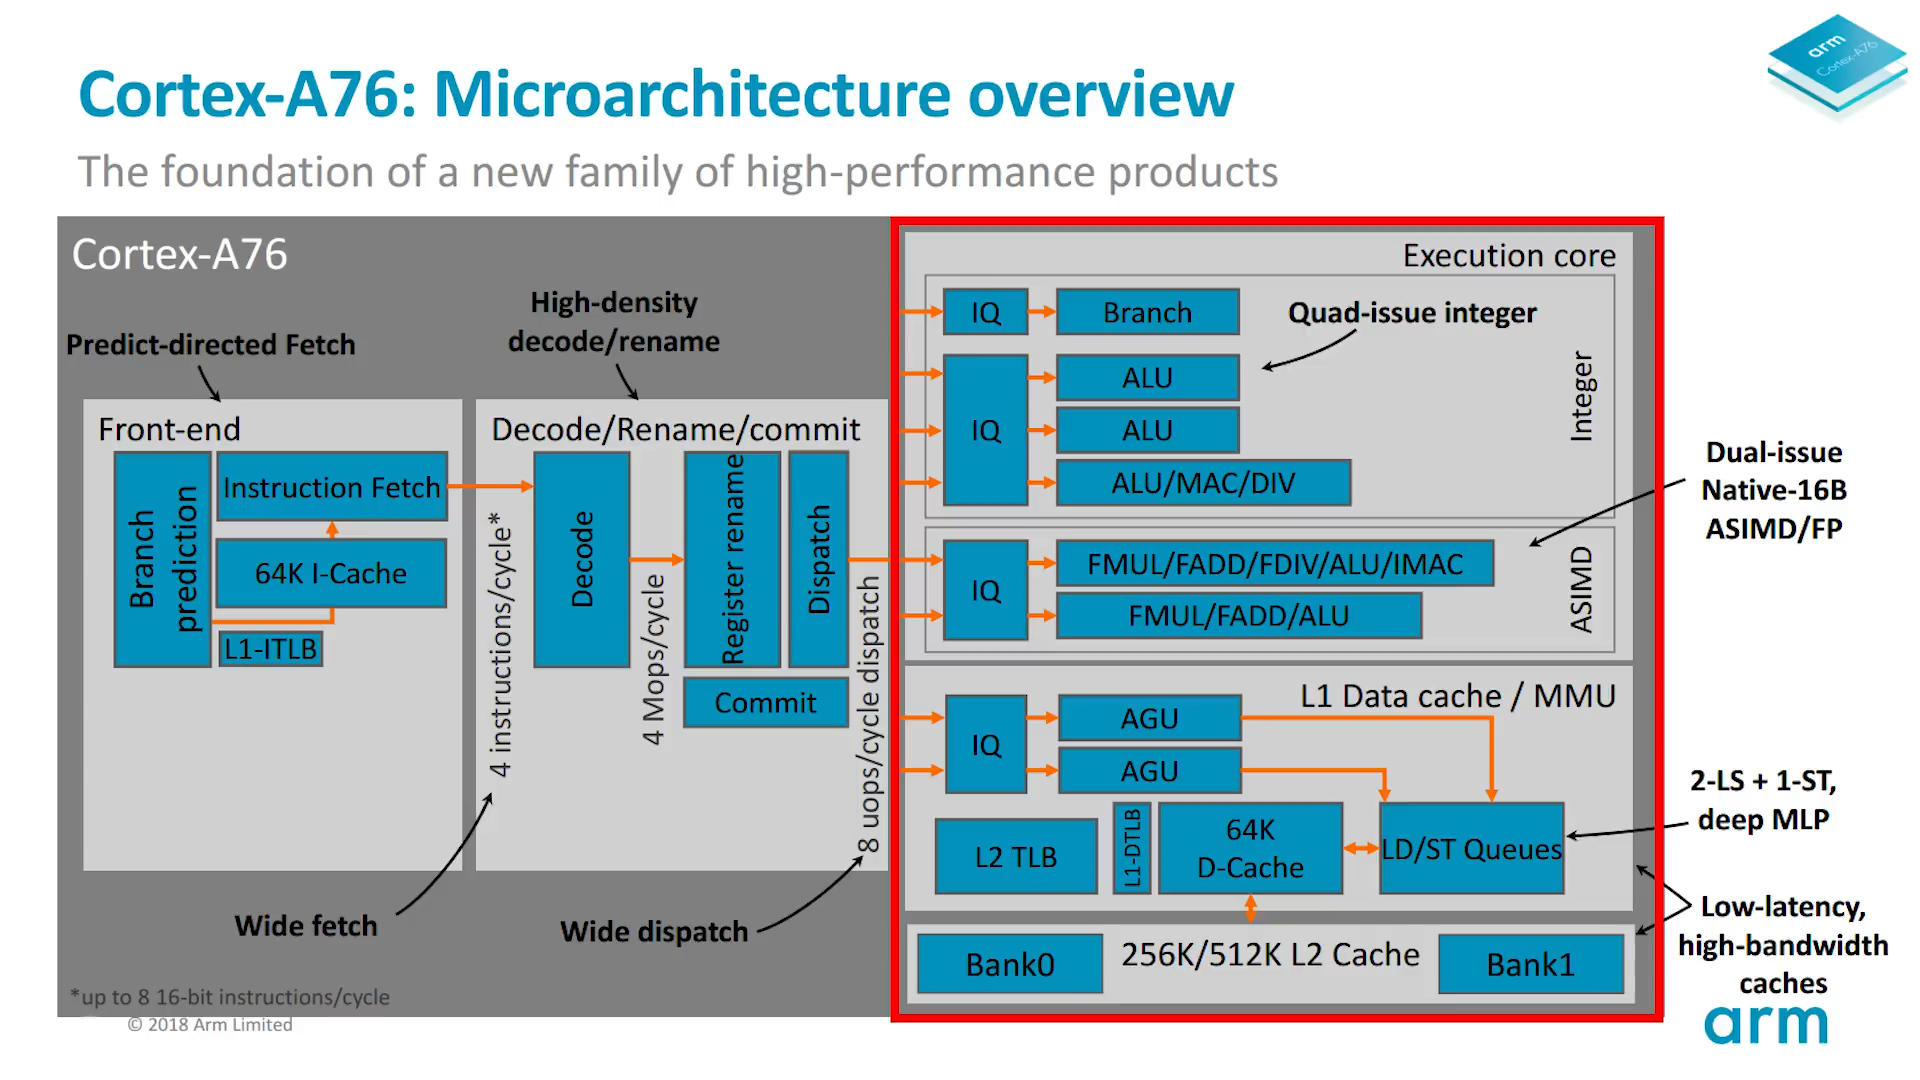 arm
Cortex-A76
Cortex-A76: Microarchitecture overview
The foundation of a new family of high-performance products
Cortex-A76
Predict-directed Fetch
High-density
decode/rename
Front-end
Branch
prediction
Instruction Fetch
64K I-Cache
L1-ITLB
4 instructions/cycle*
Wide fetch
Decode/Rename/commit
Decode
4 Mops/cycle
Register rename
Dispatch
Commit
8 uops/cycle dispatch
Wide dispatch
Execution core
IQ
Branch
Quad-issue integer
IQ
ALU
ALU
ALU/MAC/DIV
Integer
IQ
FMUL/FADD/FDIV/ALU/IMAC
FMUL/FADD/ALU
ASIMD
Dual-issue
Native-16B
ASIMD/FP
L1 Data cache / MMU
IQ
AGU
AGU
L2 TLB
L1-DTLB
64K
D-Cache
LD/ST Queues
2-LS + 1-ST,
deep MLP
Bank0
256K/512K L2 Cache
Bank1
Low-latency,
high-bandwidth
caches
*up to 8 16-bit instructions/cycle
© 2018 Arm Limited
arm